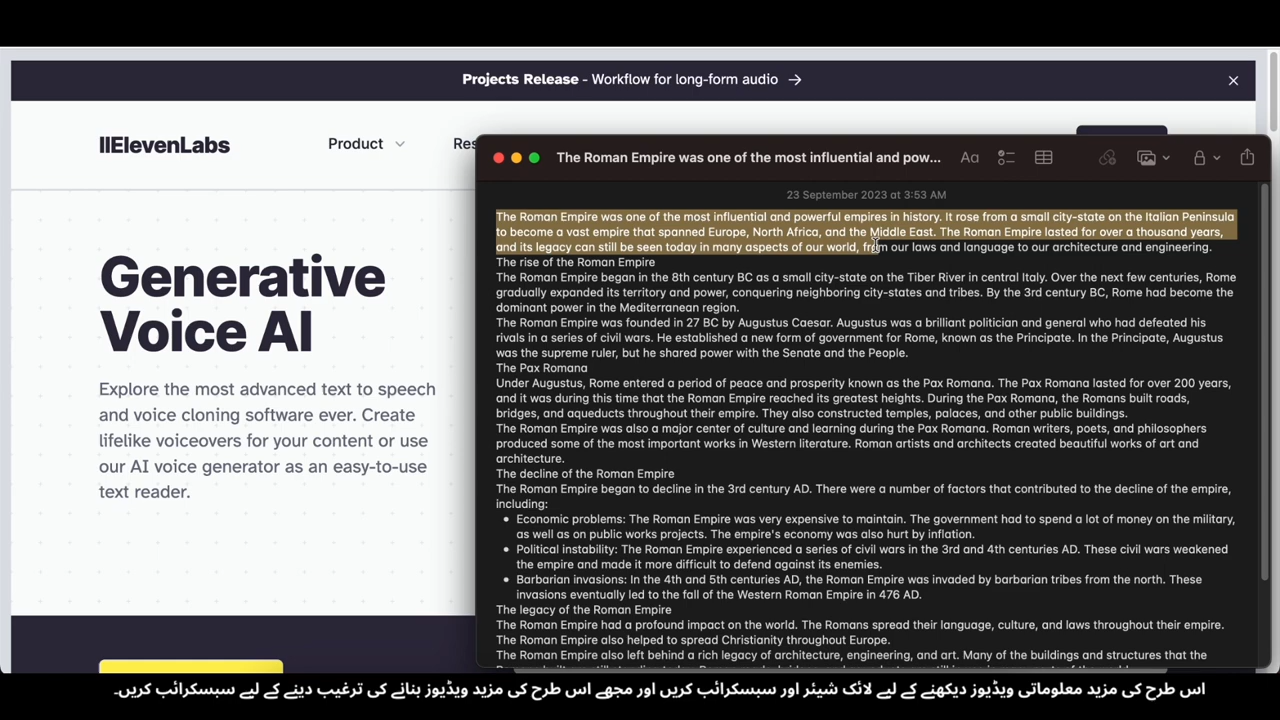 Projects Release - Workflow for long-form audio →
IIElevenLabs
Product
Generative
Voice AI
Explore the most advanced text to speech
and voice cloning software ever. Create
lifelike voiceovers for your content or use
our AI voice generator as an easy-to-use
text reader.
The Roman Empire was one of the most influential and pow...
Aa
23 September 2023 at 3:53 AM
The Roman Empire was one of the most influential and powerful empires in history. It rose from a small city-state on the Italian Peninsula
to become a vast empire that spanned Europe, North Africa, and the Middle East. The Roman Empire lasted for over a thousand years,
and its legacy can still be seen today in many aspects of our world, from our laws and language to our architecture and engineering.
The rise of the Roman Empire
The Roman Empire began in the 8th century BC as a small city-state on the Tiber River in central Italy. Over the next few centuries, Rome
gradually expanded its territory and power, conquering neighboring city-states and tribes. By the 3rd century BC, Rome had become the
dominant power in the Mediterranean region.
The Roman Empire was founded in 27 BC by Augustus Caesar. Augustus was a brilliant politician and general who had defeated his
rivals in a series of civil wars. He established a new form of government for Rome, known as the Principate. In the Principate, Augustus
was the supreme ruler, but he shared power with the Senate and the People.
The Pax Romana
Under Augustus, Rome entered a period of peace and prosperity known as the Pax Romana. The Pax Romana lasted for over 200 years,
and it was during this time that the Roman Empire reached its greatest heights. During the Pax Romana, the Romans built roads,
bridges, and aqueducts throughout their empire. They also constructed temples, palaces, and other public buildings.
The Roman Empire was also a major center of culture and learning during the Pax Romana. Roman writers, poets, and philosophers
produced some of the most important works in Western literature. Roman artists and architects created beautiful works of art and
architecture.
The decline of the Roman Empire
The Roman Empire began to decline in the 3rd century AD. There were a number of factors that contributed to the decline of the empire,
including:
• Economic problems: The Roman Empire was very expensive to maintain. The government had to spend a lot of money on the military,
as well as on public works projects. The empire's economy was also hurt by inflation.
• Political instability: The Roman Empire experienced a series of civil wars in the 3rd and 4th centuries AD. These civil wars weakened
the empire and made it more difficult to defend against its enemies.
• Barbarian invasions: In the 4th and 5th centuries AD, the Roman Empire was invaded by barbarian tribes from the north. These
invasions eventually led to the fall of the Western Roman Empire in 476 AD.
The legacy of the Roman Empire
The Roman Empire had a profound impact on the world. The Romans spread their language, culture, and laws throughout their empire.
The Roman Empire also helped to spread Christianity throughout Europe.
The Roman Empire also left behind a rich legacy of architecture, engineering, and art. Many of the buildings and structures that the
اس طرح کی مزید معلوماتی ویڈیوز دیکھنے کے لیے لائک شیئر اور سبسکرائب کریں اور مجھے اس طرح کی مزید ویڈیوز بنانے کی ترغیب دینے کے لیے سبسکرائب کریں۔